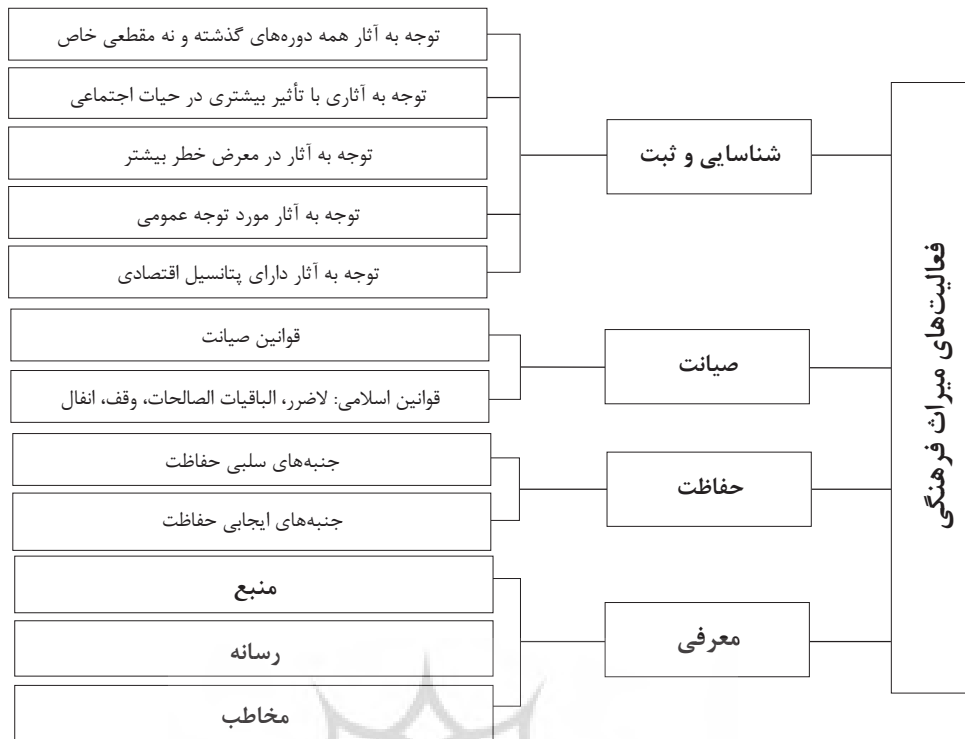 فعالیت‌های میراث فرهنگی
شناسایی و ثبت
توجه به آثار همه دوره‌های گذشته و نه مقطعی خاص
توجه به آثاری با تأثیر بیشتری در حیات اجتماعی
توجه به آثار در معرض خطر بیشتر
توجه به آثار مورد توجه عمومی
توجه به آثار دارای پتانسیل اقتصادی
صیانت
قوانین صیانت
قوانین اسلامی: لاضرر، الباقیات الصالحات، وقف، انفال
حفاظت
جنبه‌های سلبی حفاظت
جنبه‌های ایجابی حفاظت
معرفی
منبع
رسانه
مخاطب